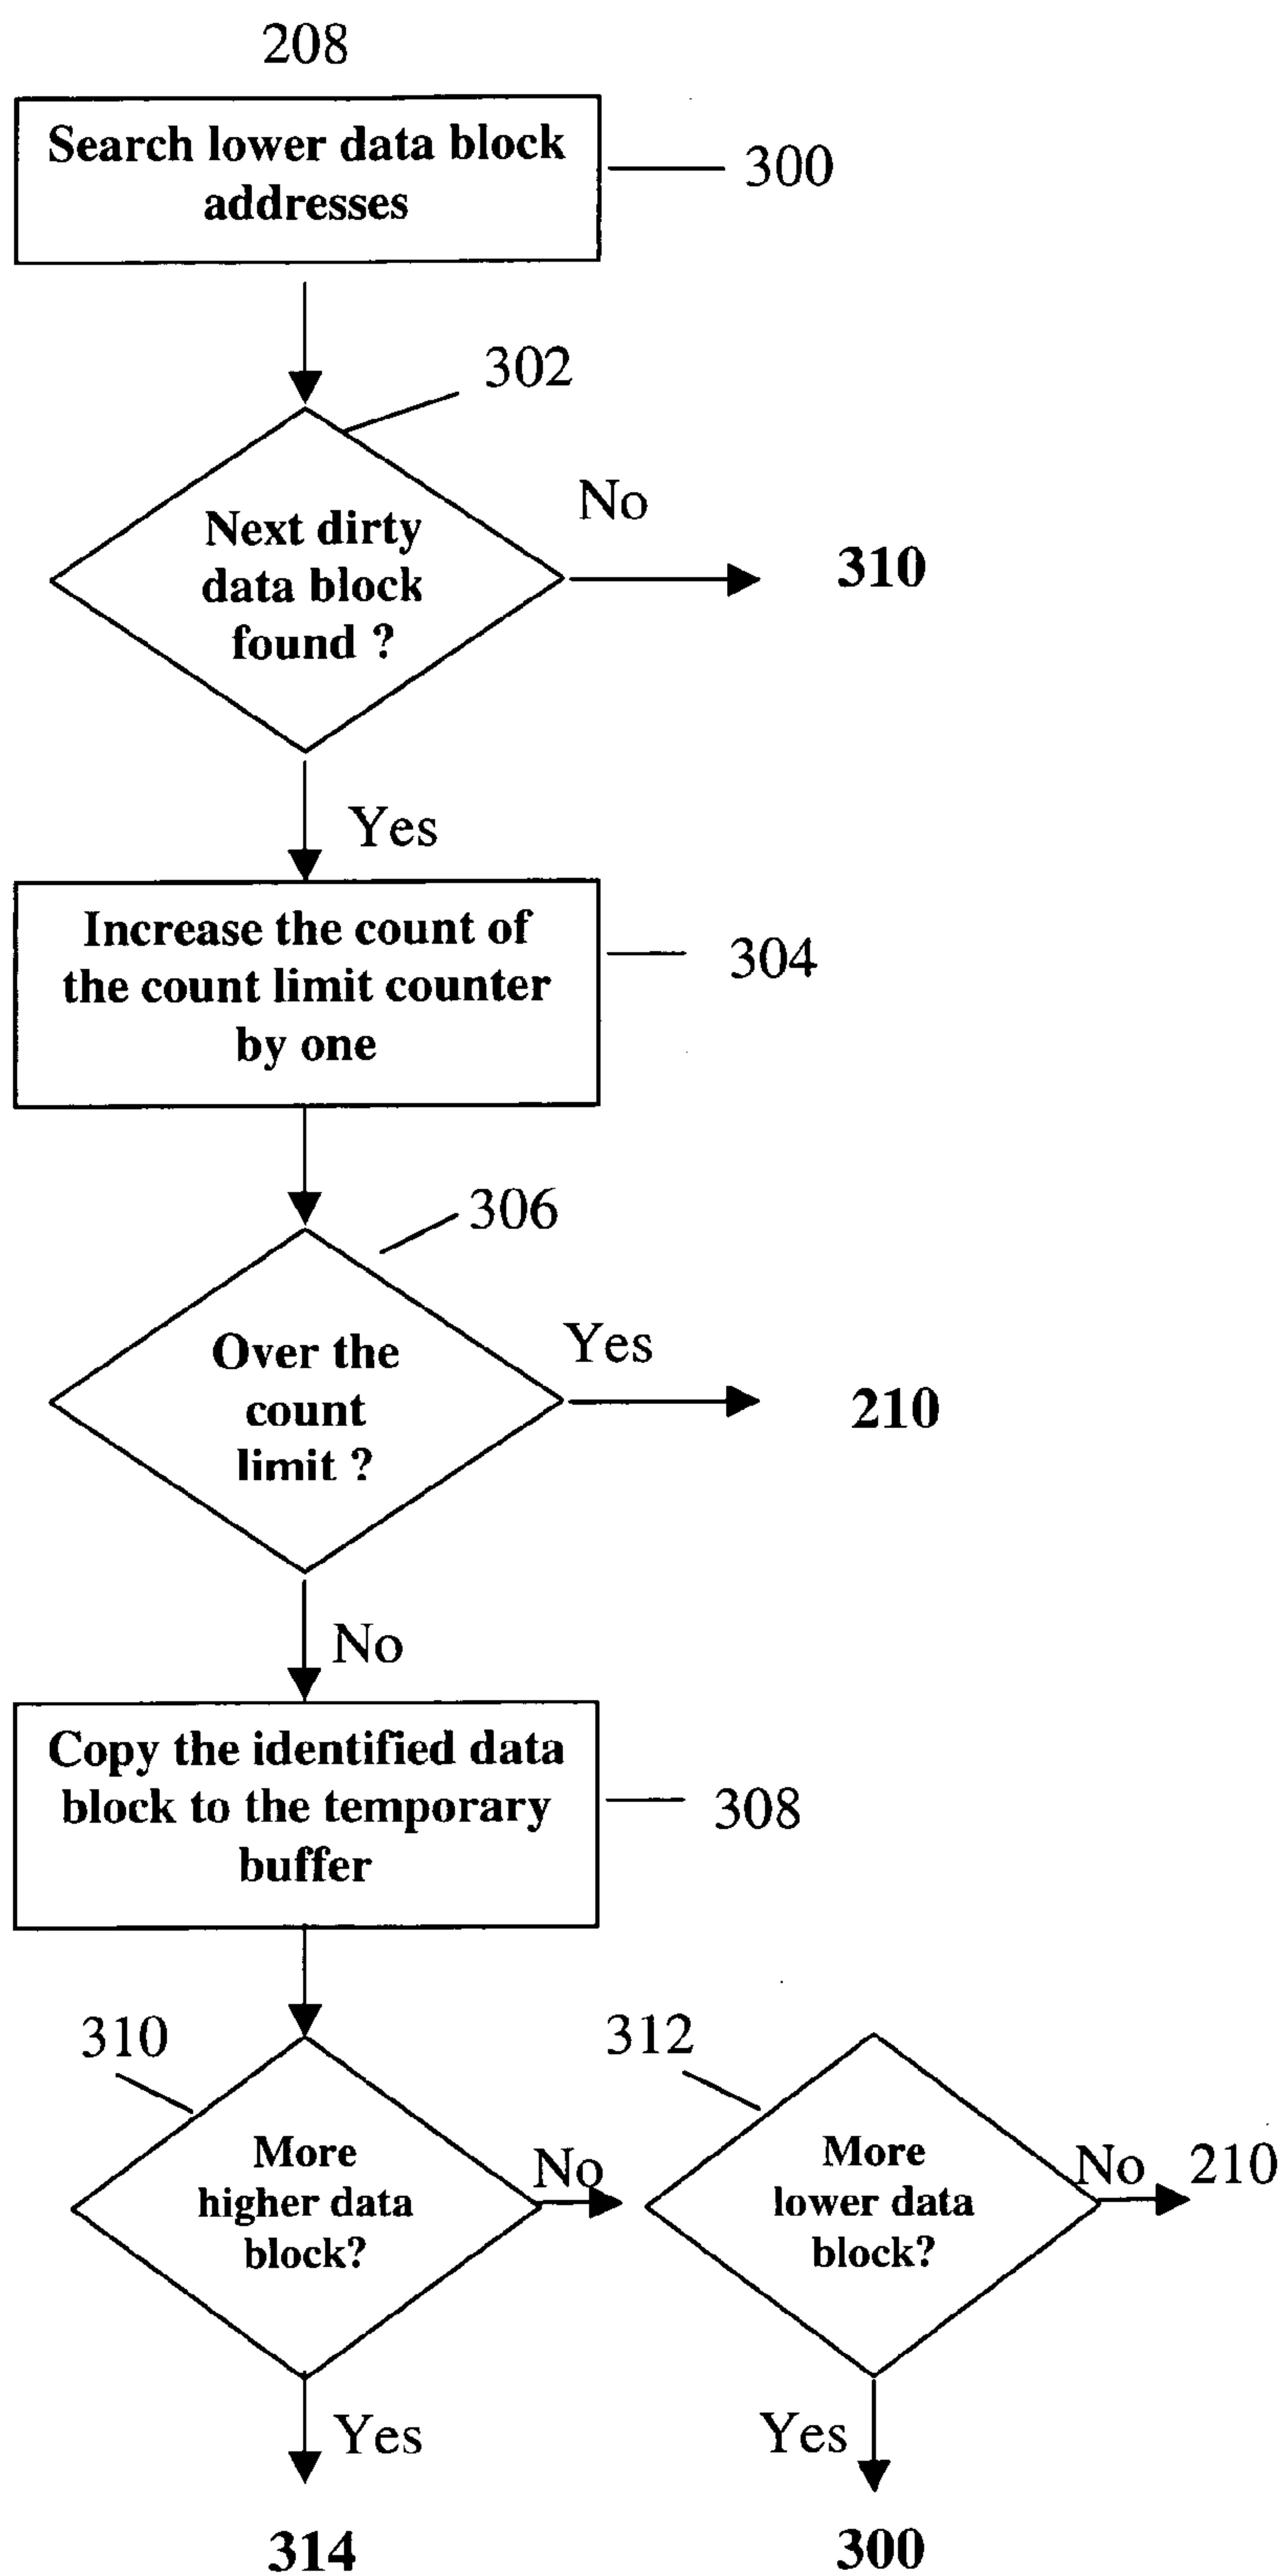 208
Search lower data block
addresses
300
302
Next dirty
data block
found ?
No
310
Yes
Increase the count of
the count limit counter
by one
304
306
Over the
count
limit ?
Yes
210
No
Copy the identified data
block to the temporary
buffer
308
310
More
higher data
block?
No
312
More
lower data
block?
No
210
Yes
314
Yes
300